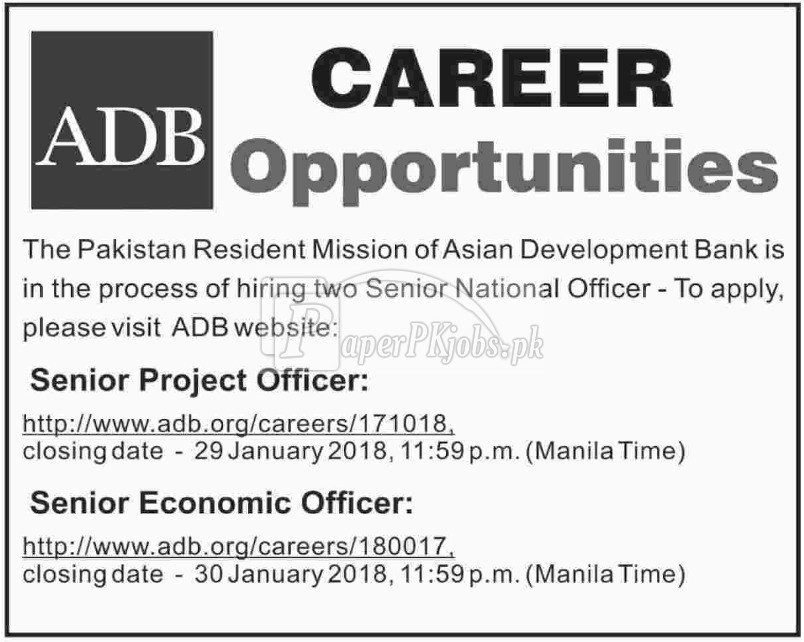 ADB
CAREER
Opportunities
The Pakistan Resident Mission of Asian Development Bank is
in the process of hiring two Senior National Officer - To apply,
please visit ADB website:
PaperPKjobs.pk
Senior Project Officer:
http://www.adb.org/careers/171018,
closing date - 29 January 2018, 11:59 p.m. (Manila Time)
Senior Economic Officer:
http://www.adb.org/careers/180017,
closing date - 30 January 2018, 11:59 p.m. (Manila Time)